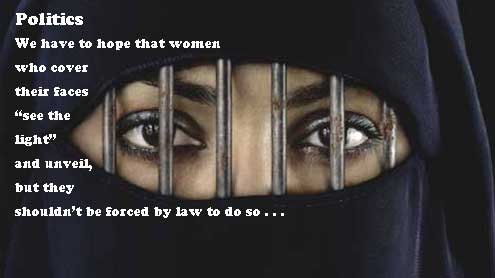 Politics
We have to hope that women
who cover
their faces
“see the
light”
and unveil,
but they
shouldn’t be forced by law to do so . . .